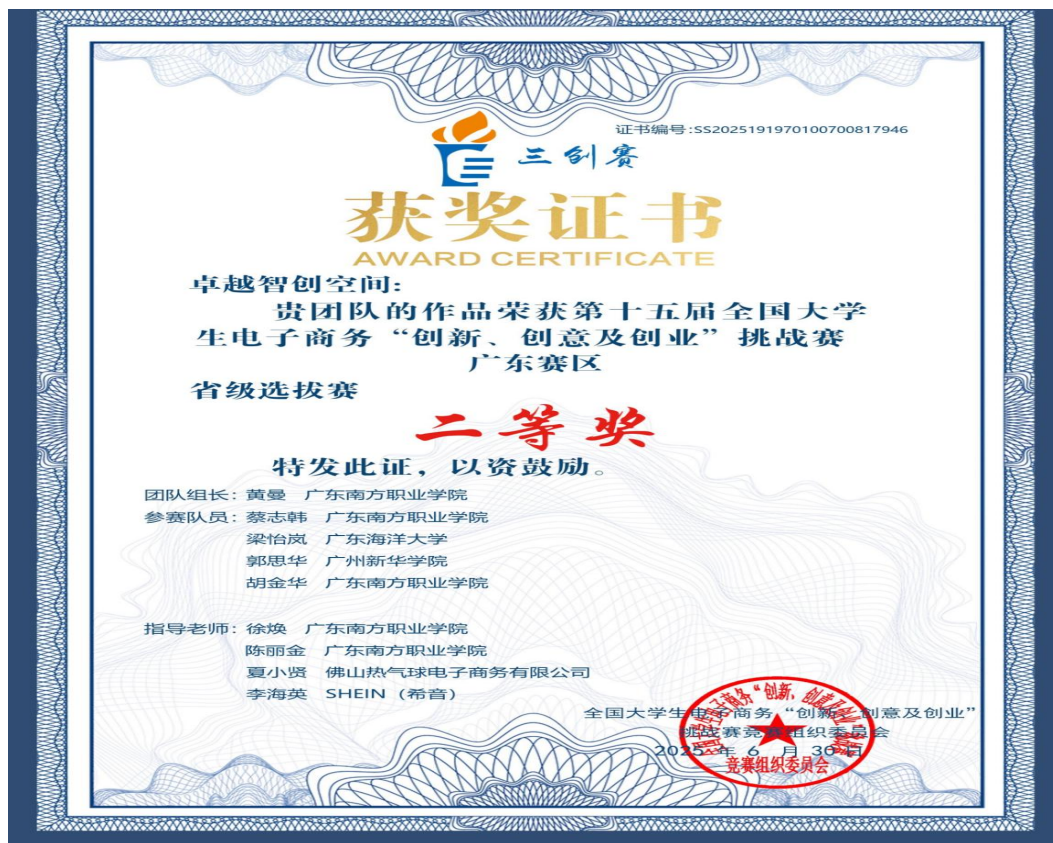 证书编号:SS2025191970100700817946
三创赛
获奖证书
AWARD CERTIFICATE
卓越智创空间:
贵团队的作品荣获第十五届全国大学
生电子商务“创新、创意及创业”挑战赛
广东赛区
省级选拔赛
二等奖
特发此证，以资鼓励。
团队组长：黄曼 广东南方职业学院
参赛队员：蔡志韩 广东南方职业学院
梁怡岚 广东海洋大学
郭思华 广州新华学院
胡金华 广东南方职业学院
指导老师：徐焕 广东南方职业学院
陈丽金 广东南方职业学院
夏小贤 佛山热气球电子商务有限公司
李海英 SHEIN（希音）
全国大学生电子商务“创新、创意及创业”
挑战赛竞赛组织委员会
2025 年 6 月 30 日
竞赛组织委员会